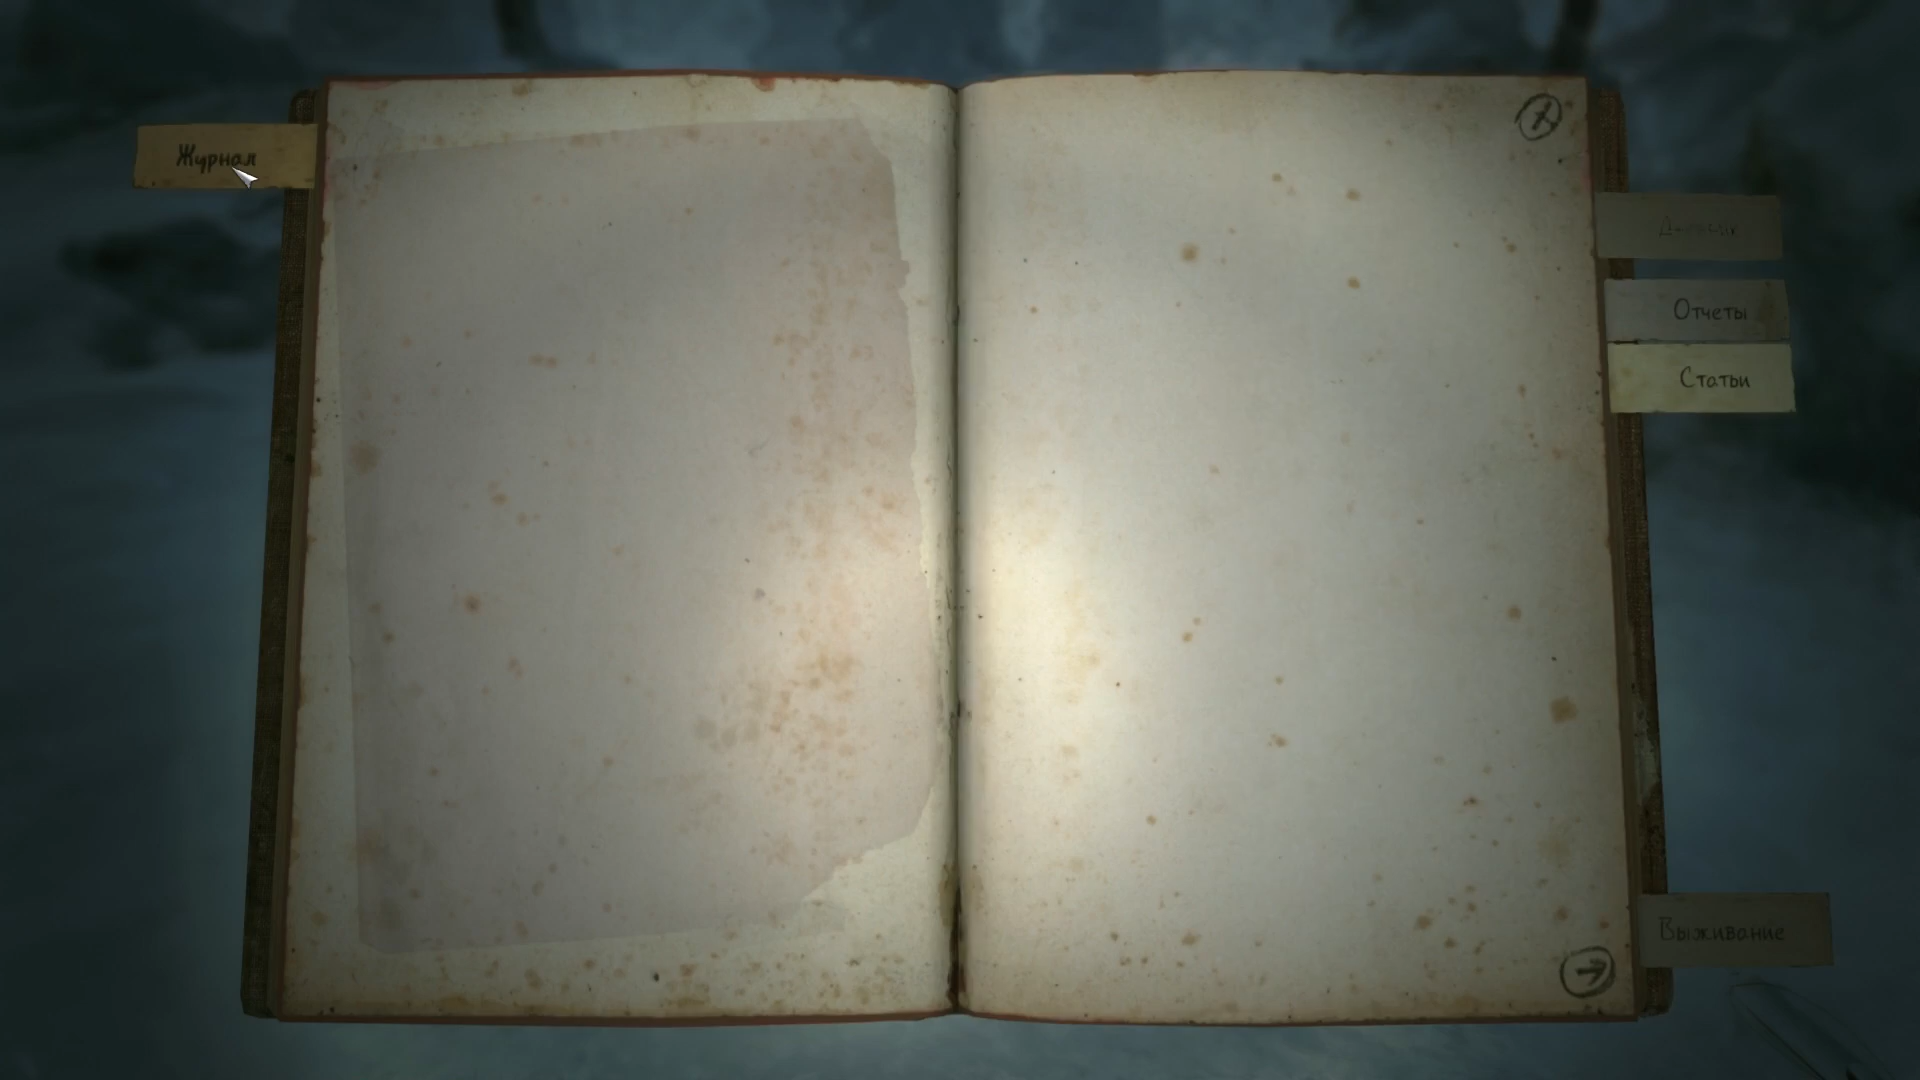 Журнал
Отчеты
Статьи
Выживание